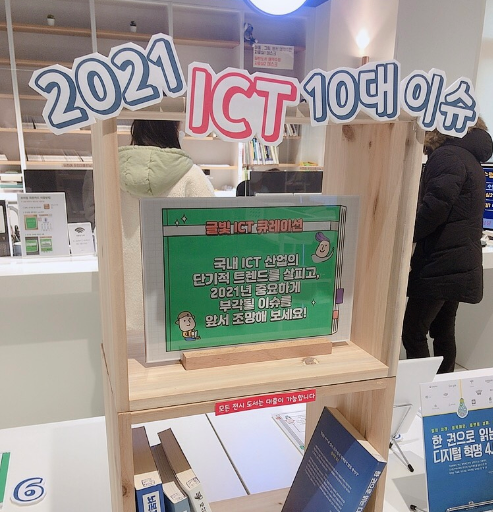 2021 ICT 10대 이슈
글빛 ICT 큐레이션
국내 ICT 산업의
단기적 트렌드를 살피고,
2021년 중요하게
부각될 이슈를
앞서 조망해 보세요!
모든 전시 도서는 대출이 가능합니다
한 권으로 읽는
디지털 혁명 4.
6